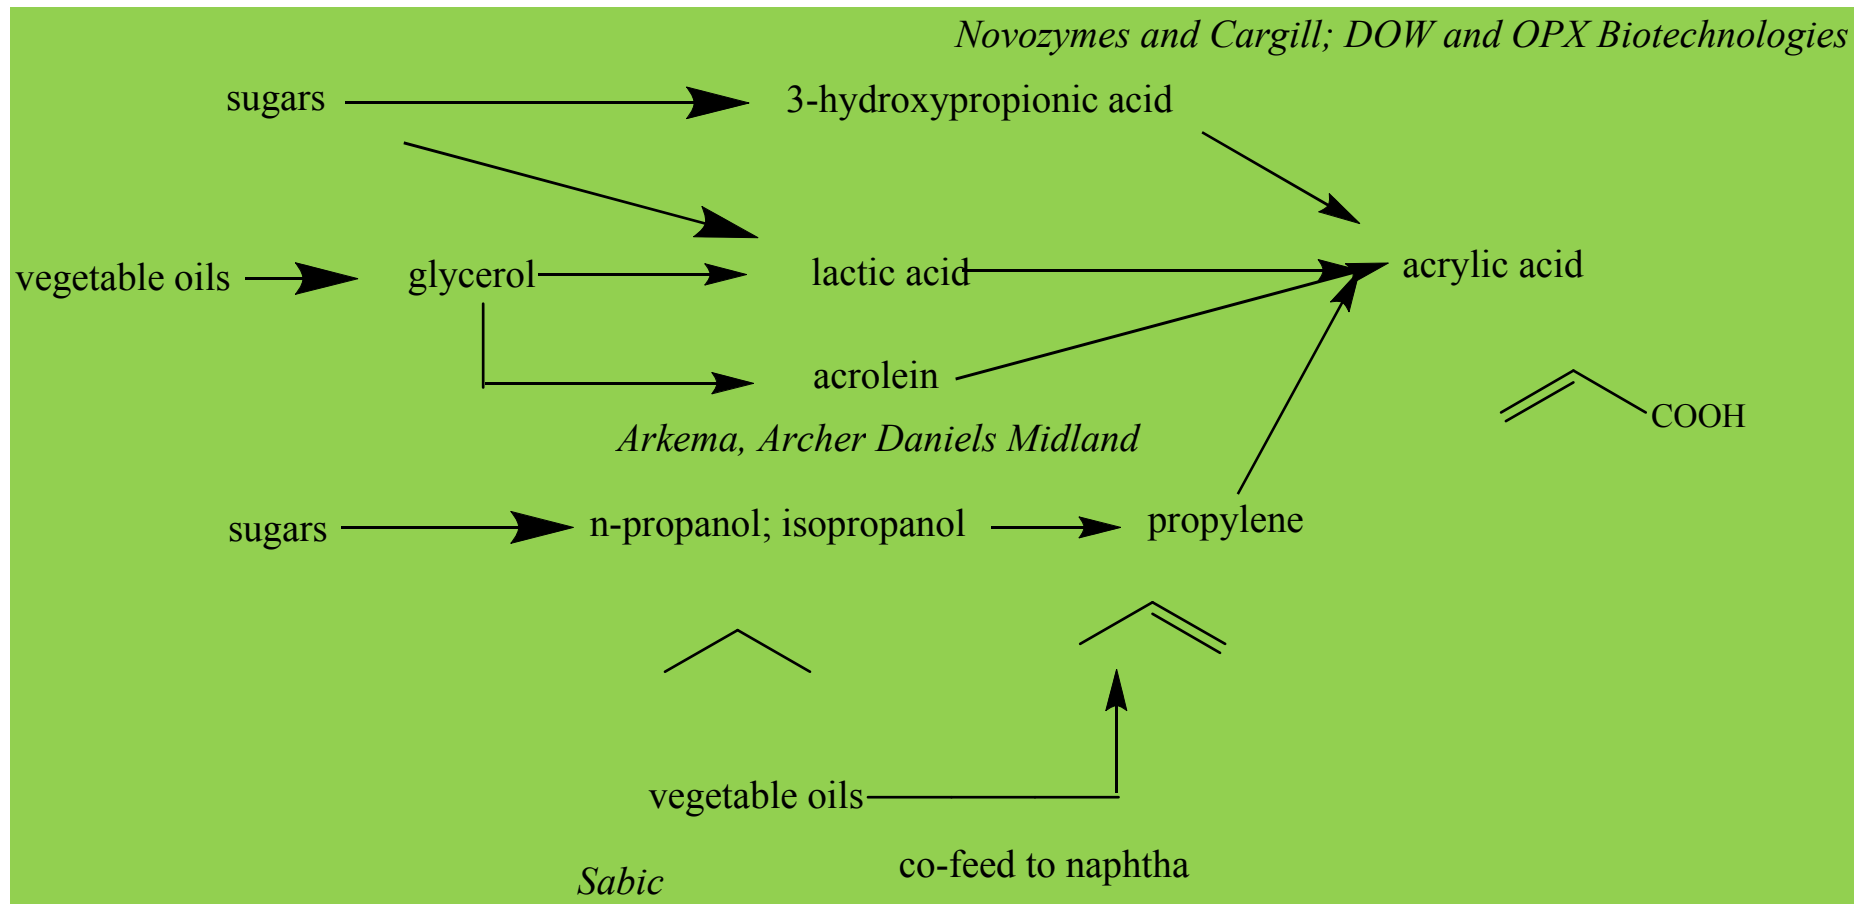 Novozymes and Cargill; DOW and OPX Biotechnologies
sugars 3-hydroxypropionic acid
vegetable oils glycerol lactic acid acrylic acid
acrolein
COOH
Arkema, Archer Daniels Midland
sugars n-propanol; isopropanol propylene
vegetable oils
co-feed to naphtha
Sabic